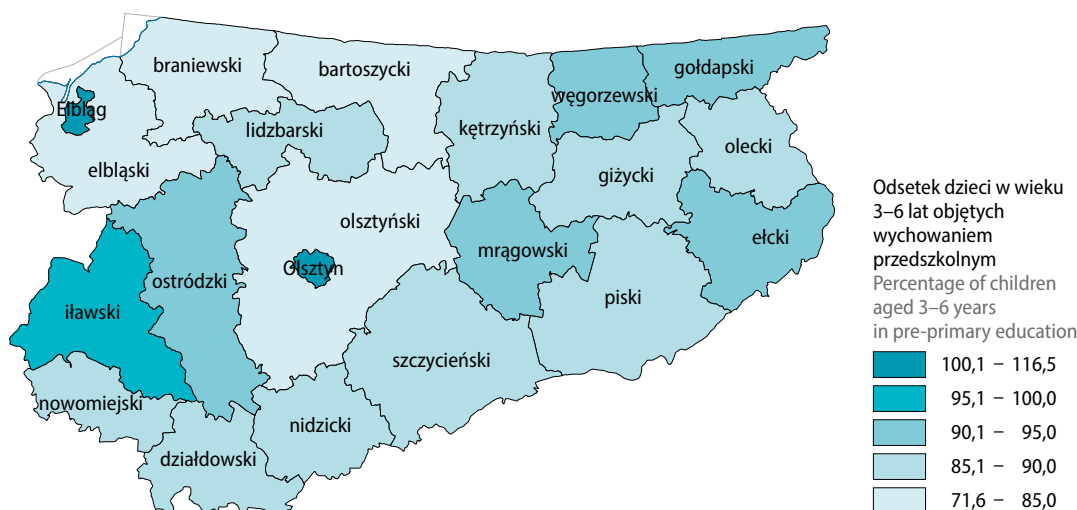 braniewski
bartoszycki
gołdapski
węgorzewski
Elbląg
lidzbarski
kętrzyński
olecki
elbląski
giżycki
olsztyński
ełcki
mrągowski
Olsztyn
ostródzki
piski
iławski
szczycieński
nowomiejski
nidzicki
działdowski
Odsetek dzieci w wieku
3–6 lat objętych
wychowaniem
przedszkolnym
Percentage of children
aged 3–6 years
in pre-primary education
100,1 – 116,5
95,1 – 100,0
90,1 – 95,0
85,1 – 90,0
71,6 – 85,0